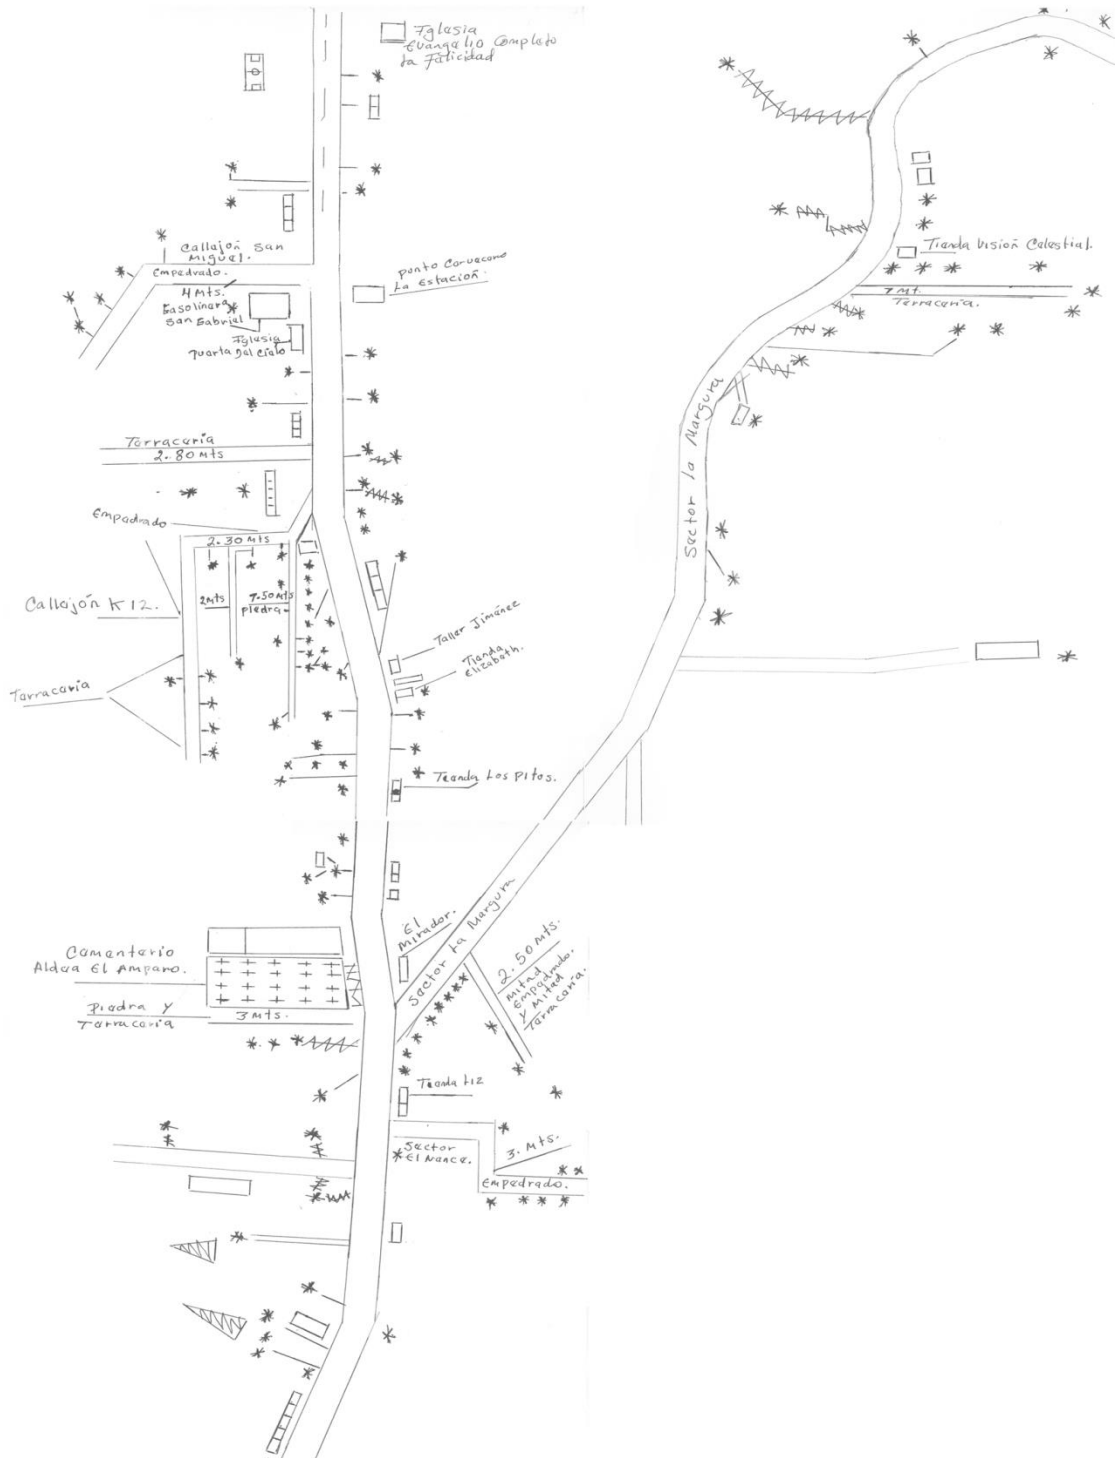 Iglesia
Evangelio Completo
La Felicidad
Callejón San
Miguel.
Empedrado.
4 Mts.
Gasolinera
San Gabriel
Iglesia
Puerta Del Cielo
Punto Cervecero
La Estación.
Tienda Visión Celestial.
7 Mt.
Terracería.
Sector la Margura
Terracería
2.80 Mts
Empedrado
2.30 Mts
Callejón K12.
2 Mts
7.50 Mts
Piedra
Terracería
Taller Jiménez
Tienda
Elizabeth.
Tienda Los Pitos.
El
Mirador.
Sector La Margura
2.50 Mts.
Mitad
Empedrado.
Y Mitad
Terracería.
Cementerio
Aldea El Amparo.
Piedra Y
Terracería
3 Mts.
Tienda Liz
Sector
El Nance.
3. Mts.
Empedrado.